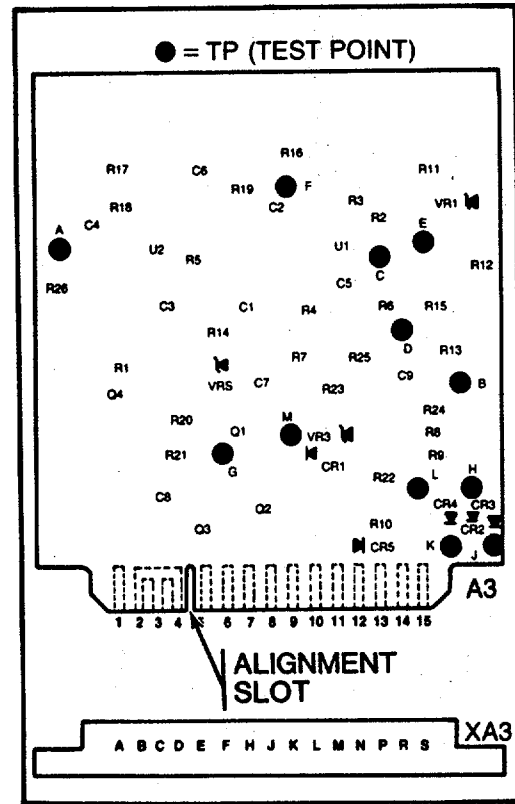 ● = TP (TEST POINT)
R16
R17 C6 R11
R19 F
R18 C2 R3 VR1
A C4 R2 E
U2 R5 U1 C R12
R26 C5
C3 C1 R4 R6 R15
R14 D
R7 R25 R13
R1 VRS C7 C9 B
Q4 R23
R20 M R24
Q1 VR3 R8
R21 G CR1 R9
R22 L H
C8 Q2 CR4 CR3
Q3 R10 CR2
CR5 K J
A3
1 2 3 4 5 6 7 8 9 10 11 12 13 14 15
ALIGNMENT
SLOT
XA3
A B C D E F H J K L M N P R S